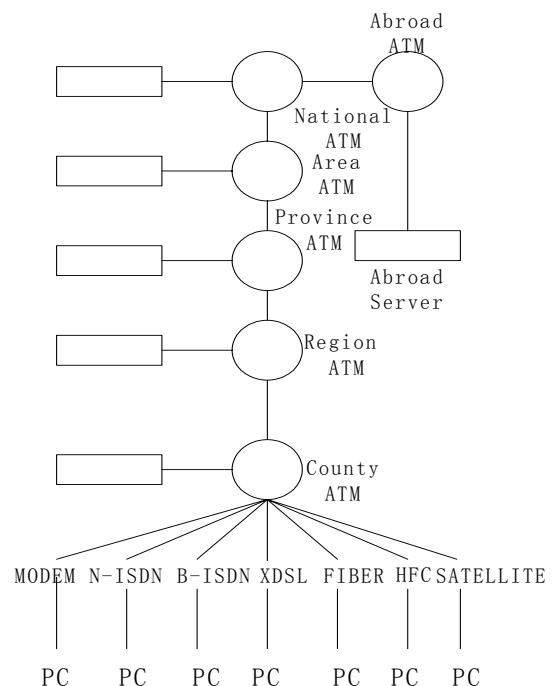 Abroad
ATM
National
ATM
Area
ATM
Province
ATM
Abroad
Server
Region
ATM
County
ATM
MODEM N-ISDN B-ISDN XDSL FIBER HFC SATELLITE
PC PC PC PC PC PC PC